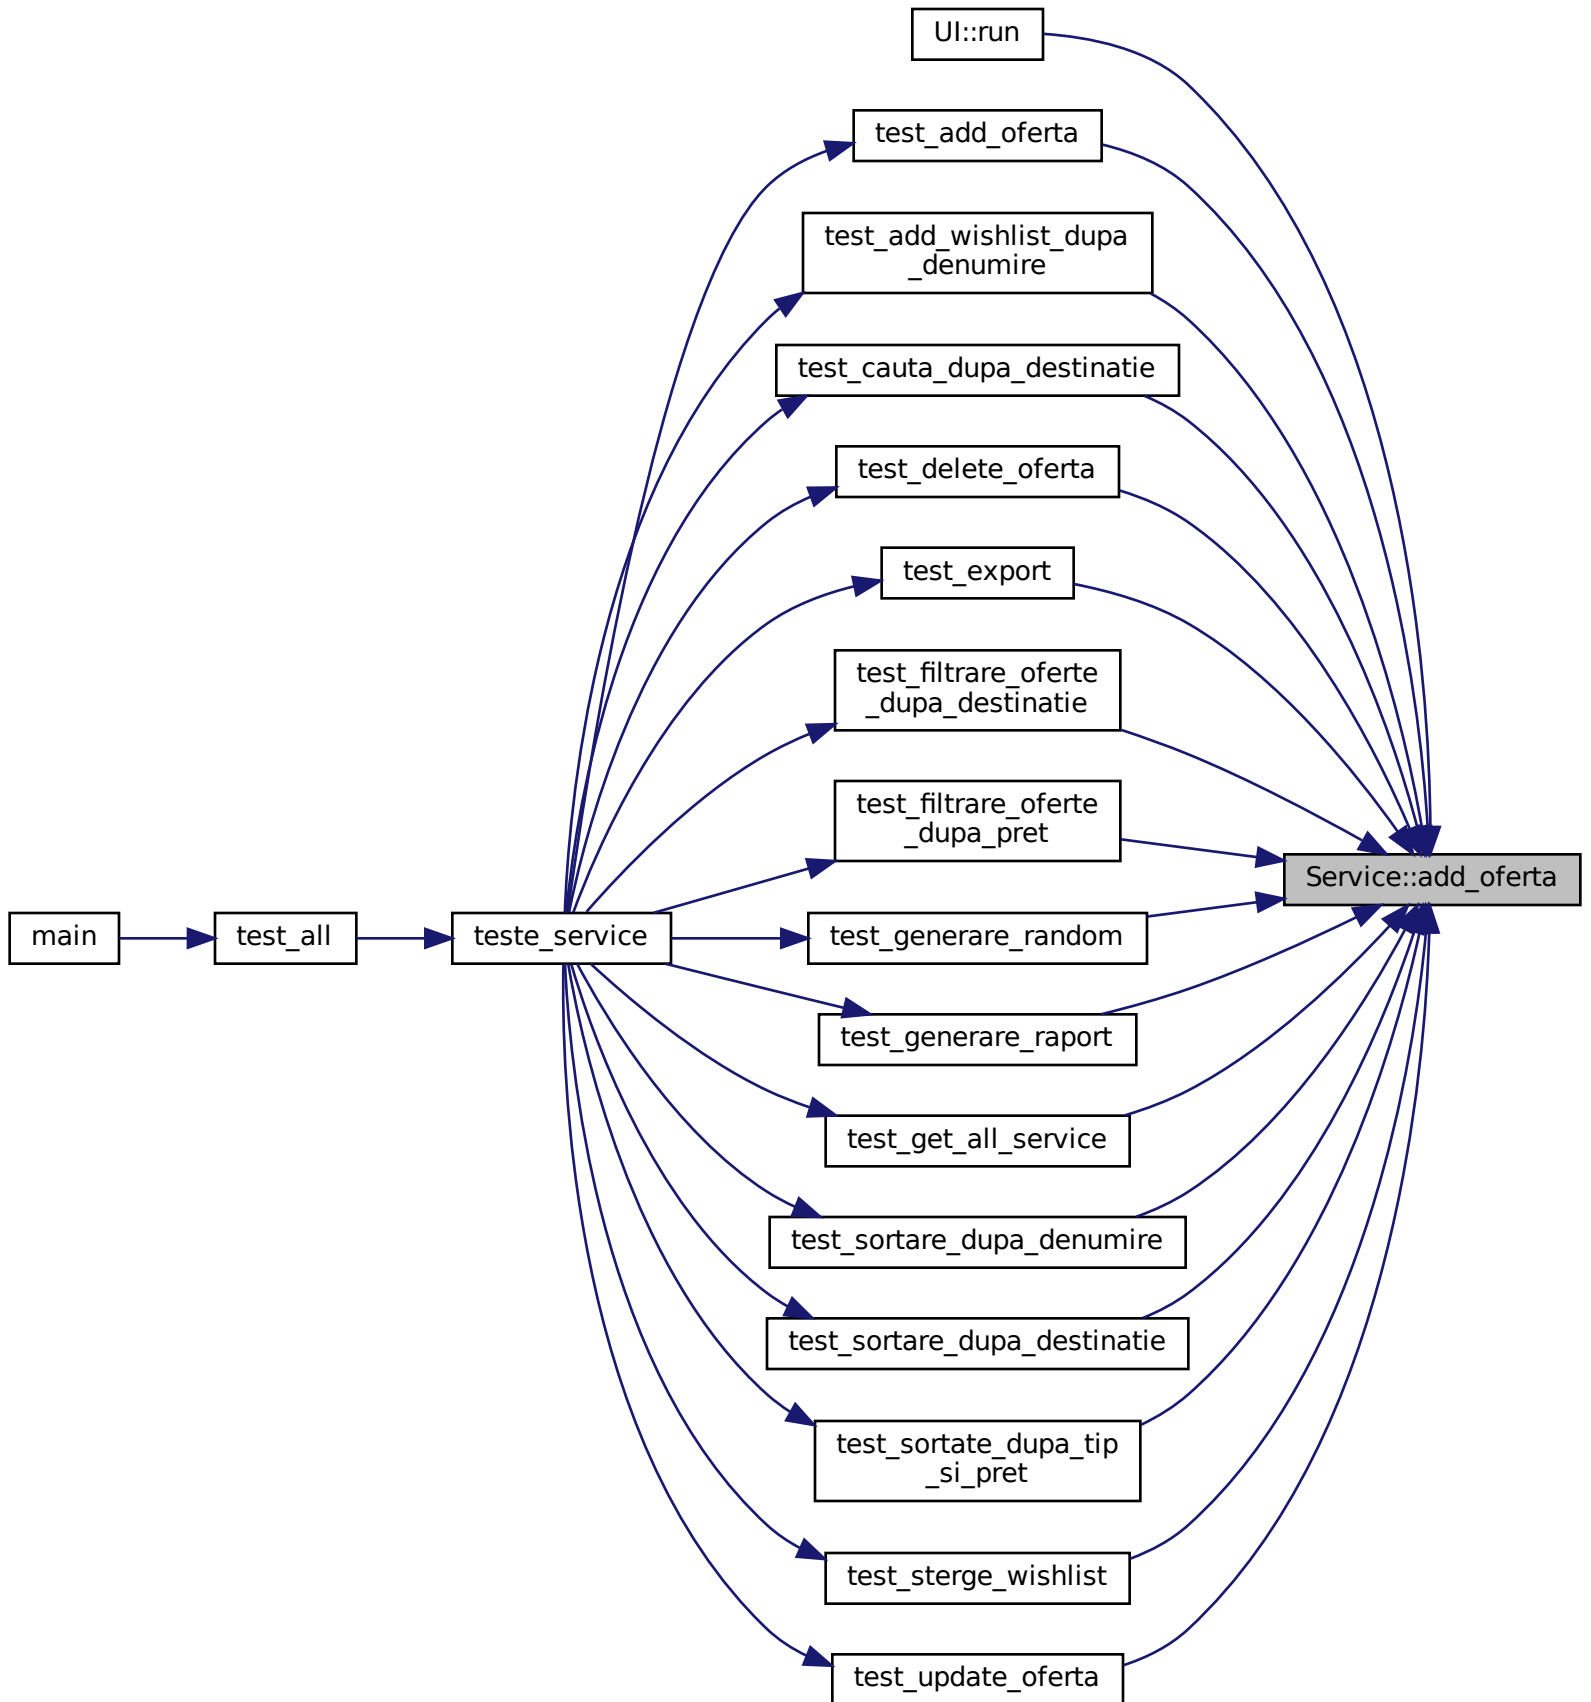 UI::run
test_add_oferta
test_add_wishlist_dupa
_denumire
test_cauta_dupa_destinatie
test_delete_oferta
test_export
test_filtrare_oferte
_dupa_destinatie
test_filtrare_oferte
_dupa_pret
Service::add_oferta
main
test_all
teste_service
test_generare_random
test_generare_raport
test_get_all_service
test_sortare_dupa_denumire
test_sortare_dupa_destinatie
test_sortate_dupa_tip
_si_pret
test_sterge_wishlist
test_update_oferta